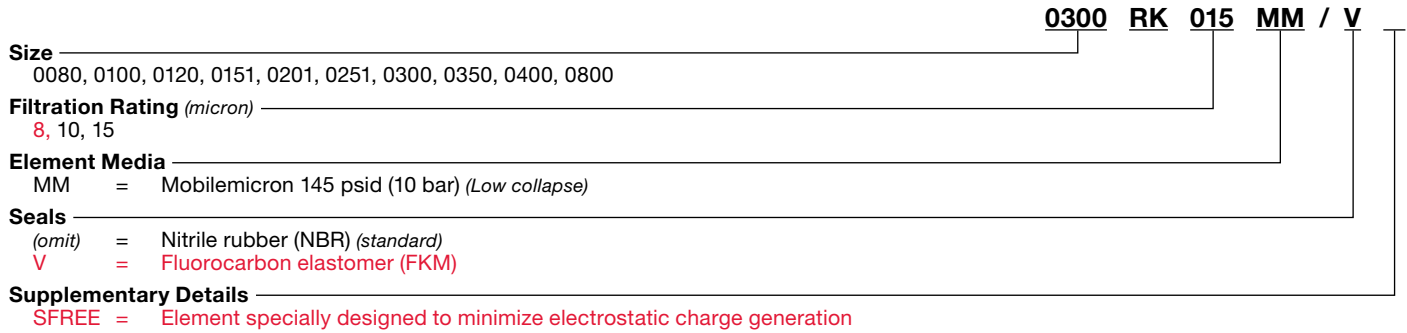 0300 RK 015 MM / V
Size
0080, 0100, 0120, 0151, 0201, 0251, 0300, 0350, 0400, 0800
Filtration Rating (micron)
8, 10, 15
Element Media
MM = Mobilemicron 145 psid (10 bar) (Low collapse)
Seals
(omit) = Nitrile rubber (NBR) (standard)
V = Fluorocarbon elastomer (FKM)
Supplementary Details
SFREE = Element specially designed to minimize electrostatic charge generation